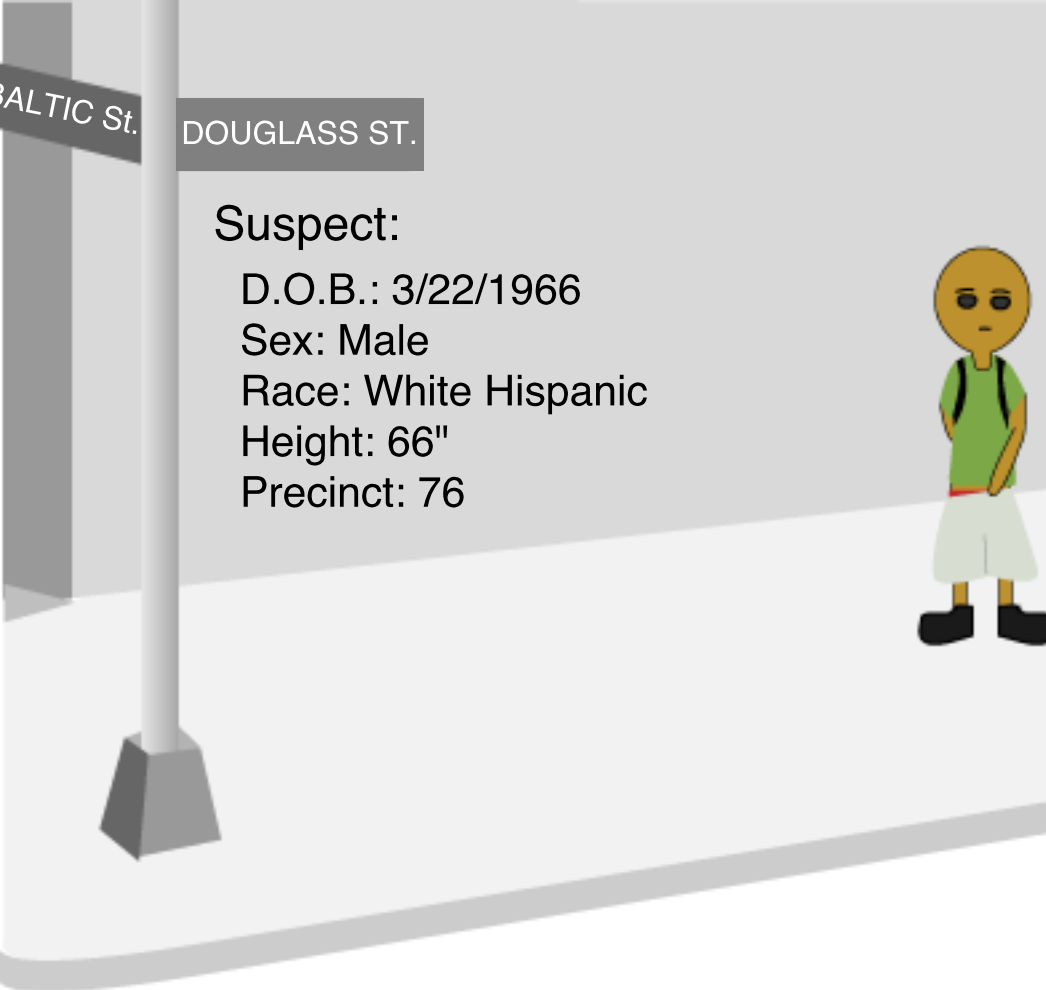 BALTIC St.
DOUGLASS ST.
Suspect:
D.O.B.: 3/22/1966
Sex: Male
Race: White Hispanic
Height: 66"
Precinct: 76